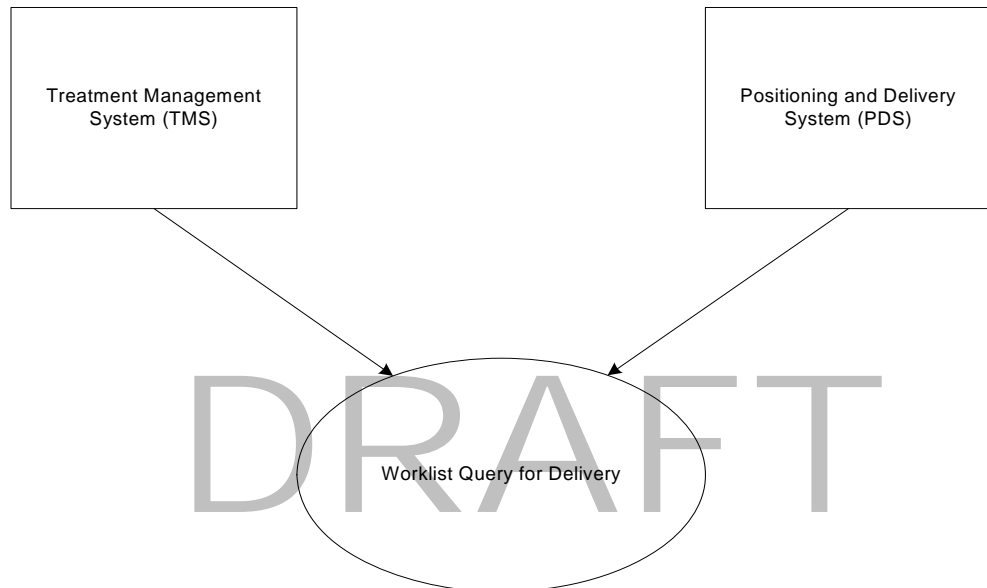 Treatment Management
System (TMS)
Positioning and Delivery
System (PDS)
DRAFT
Worklist Query for Delivery